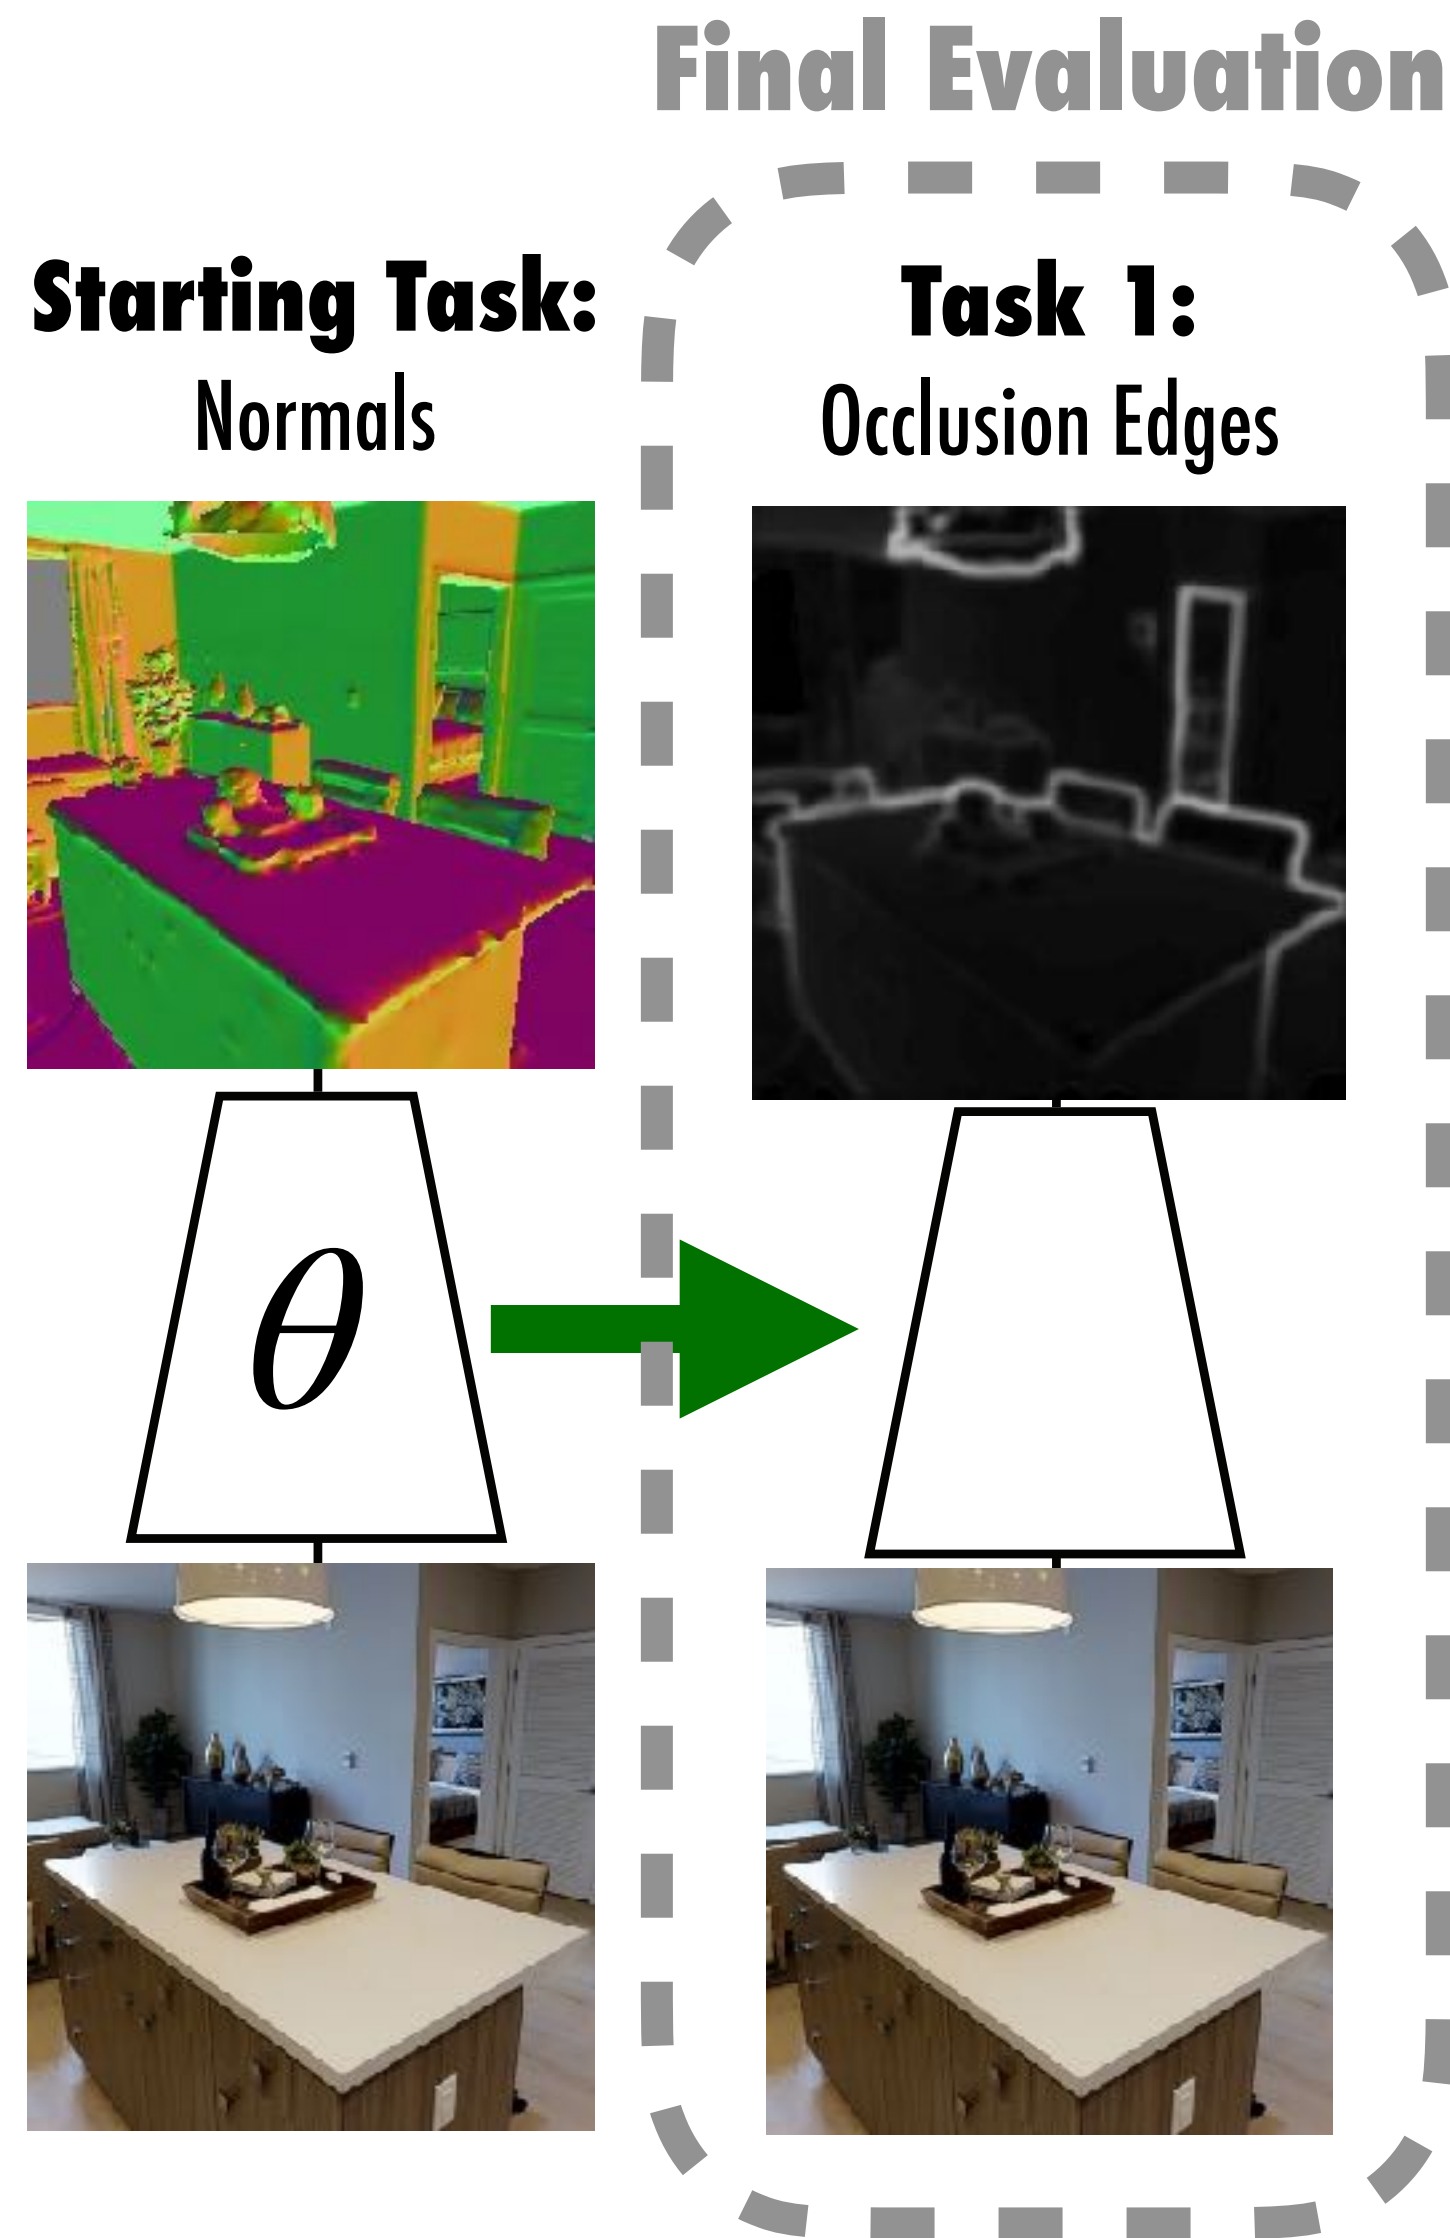 Final Evaluation
Starting Task:
Normals
Task 1:
Occlusion Edges
θ